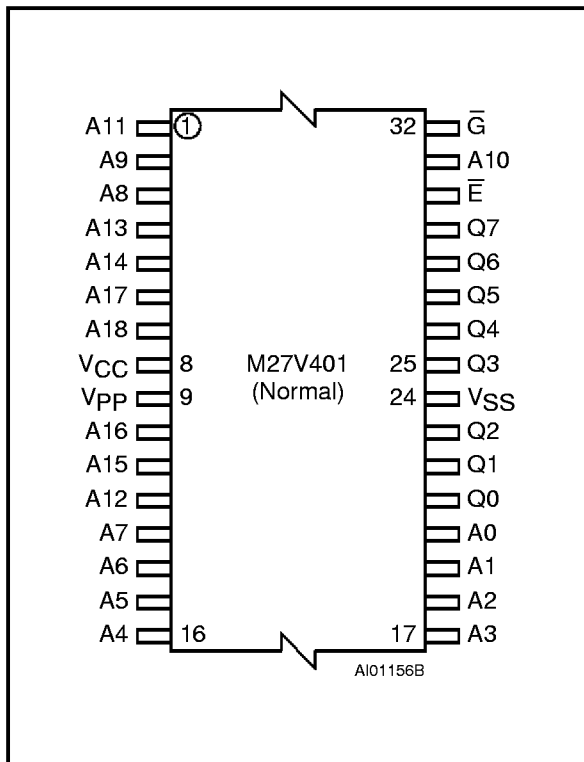 A11 1 32 G̅
A9 A10
A8 E̅
A13 Q7
A14 Q6
A17 Q5
A18 Q4
VCC 8 M27V401 25 Q3
VPP 9 (Normal) 24 VSS
A16 Q2
A15 Q1
A12 Q0
A7 A0
A6 A1
A5 A2
A4 16 17 A3
AI01156B